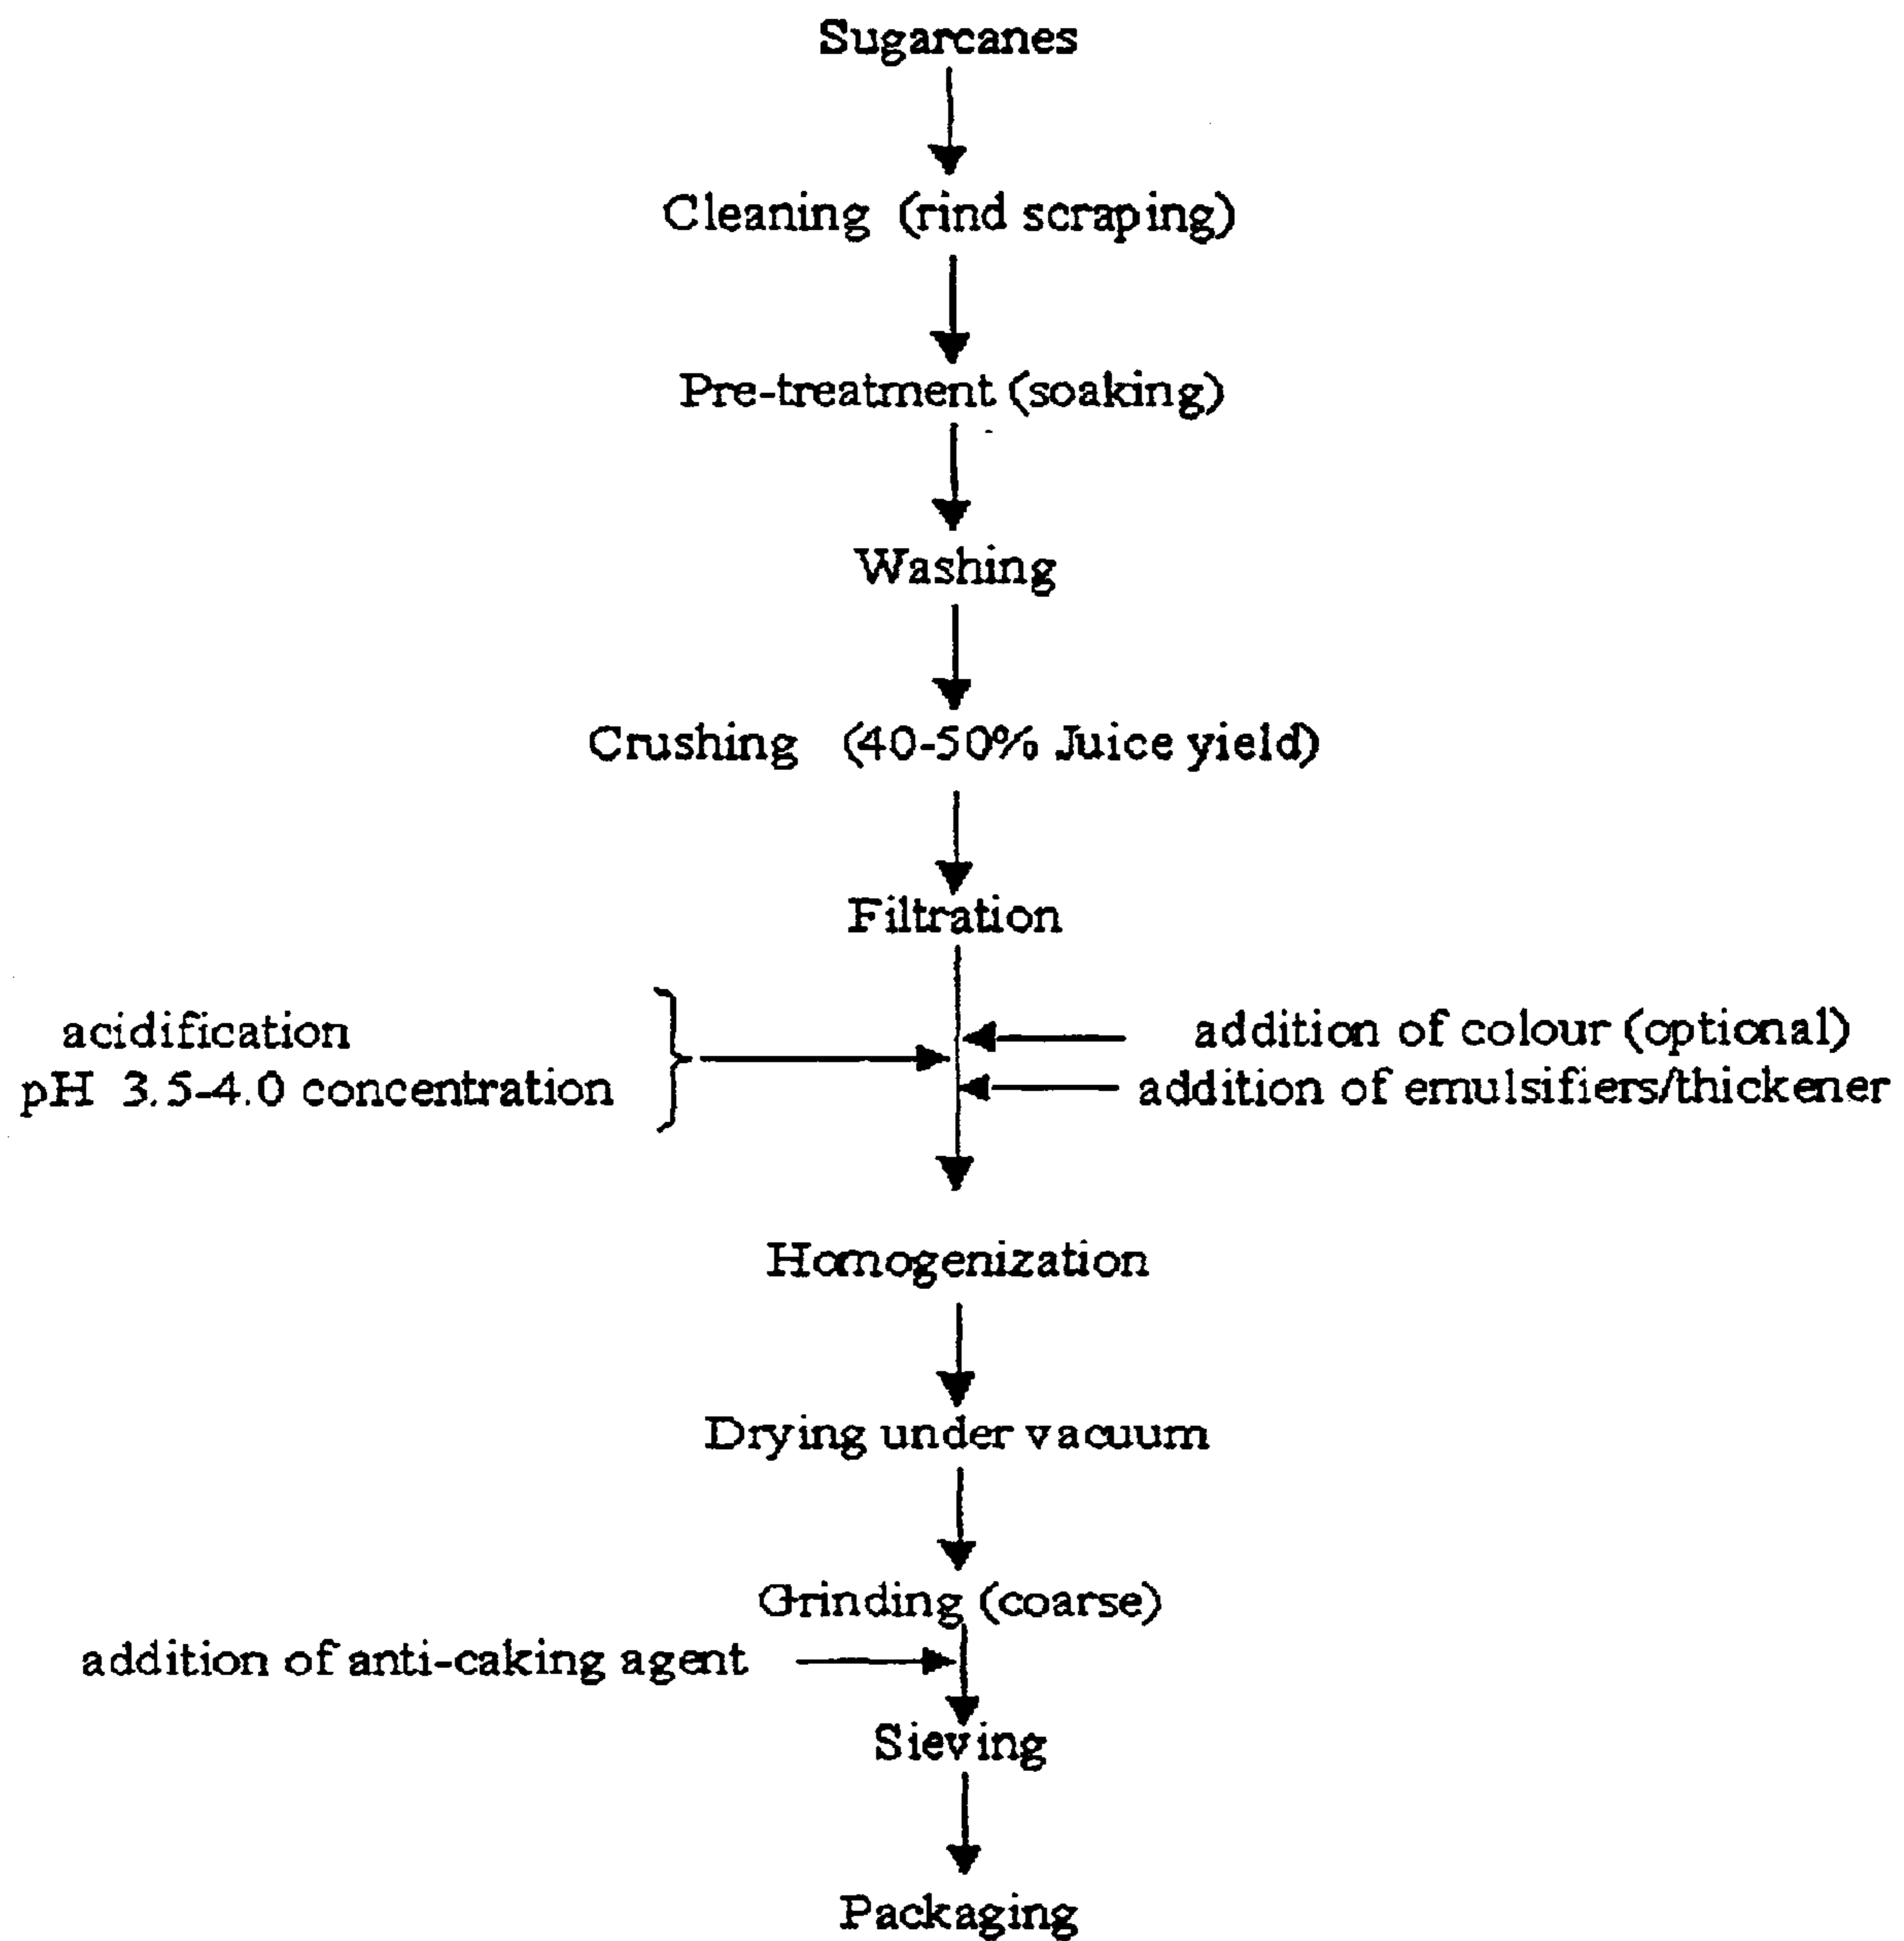 Sugarcanes
Cleaning (rind scraping)
Pre-treatment (soaking)
Washing
Crushing (40-50% Juice yield)
Filtration
acidification
pH 3.5-4.0 concentration
addition of colour (optional)
addition of emulsifiers/thickener
Homogenization
Drying under vacuum
Grinding (coarse)
addition of anti-caking agent
Sieving
Packaging